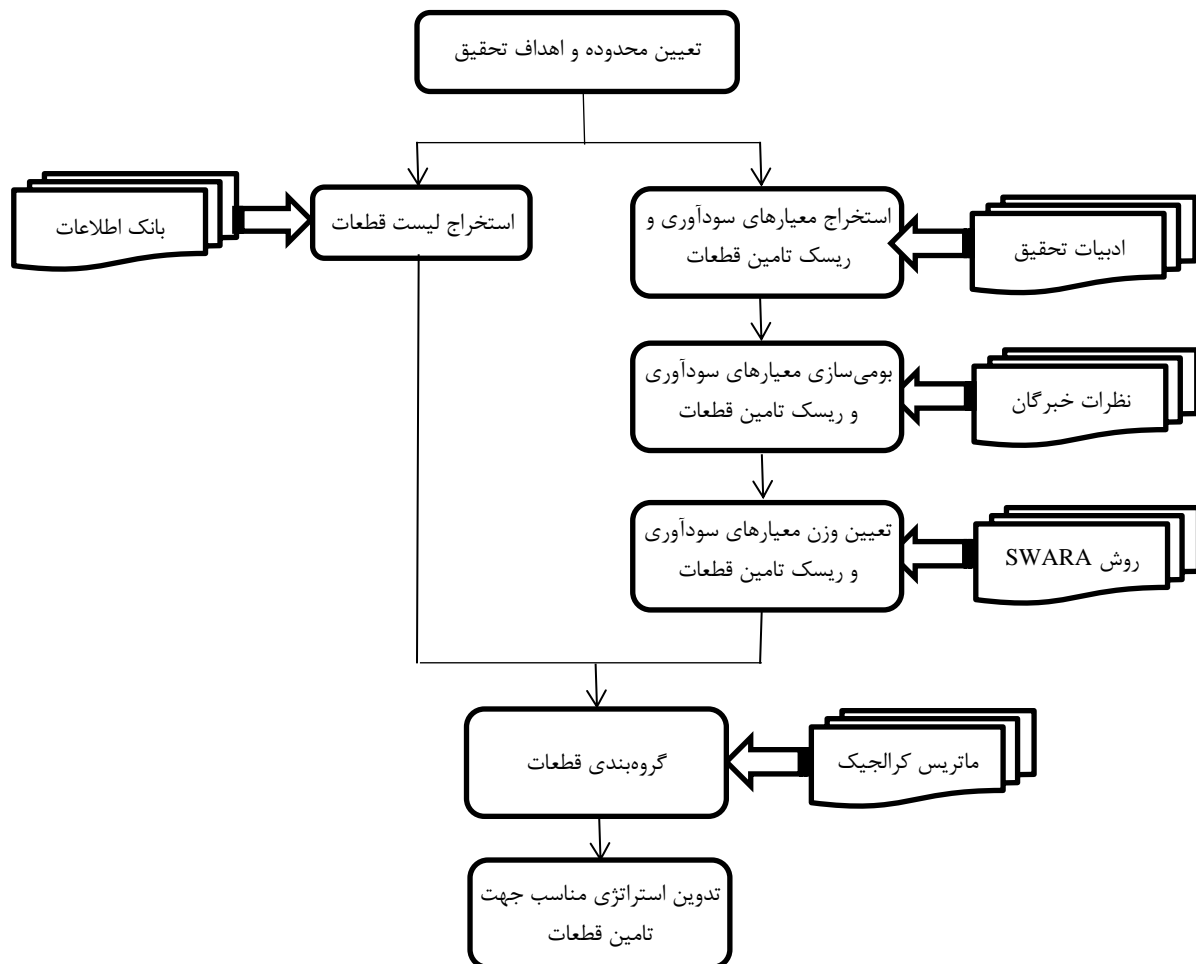 تعیین محدوده و اهداف تحقیق
استخراج معیارهای سودآوری و
ریسک تامین قطعات
ادبیات تحقیق
استخراج لیست قطعات
بانک اطلاعات
بومی‌سازی معیارهای سودآوری
و ریسک تامین قطعات
نظرات خبرگان
تعیین وزن معیارهای سودآوری
و ریسک تامین قطعات
روش SWARA
گروه‌بندی قطعات
ماتریس کرالجیک
تدوین استراتژی مناسب جهت
تامین قطعات